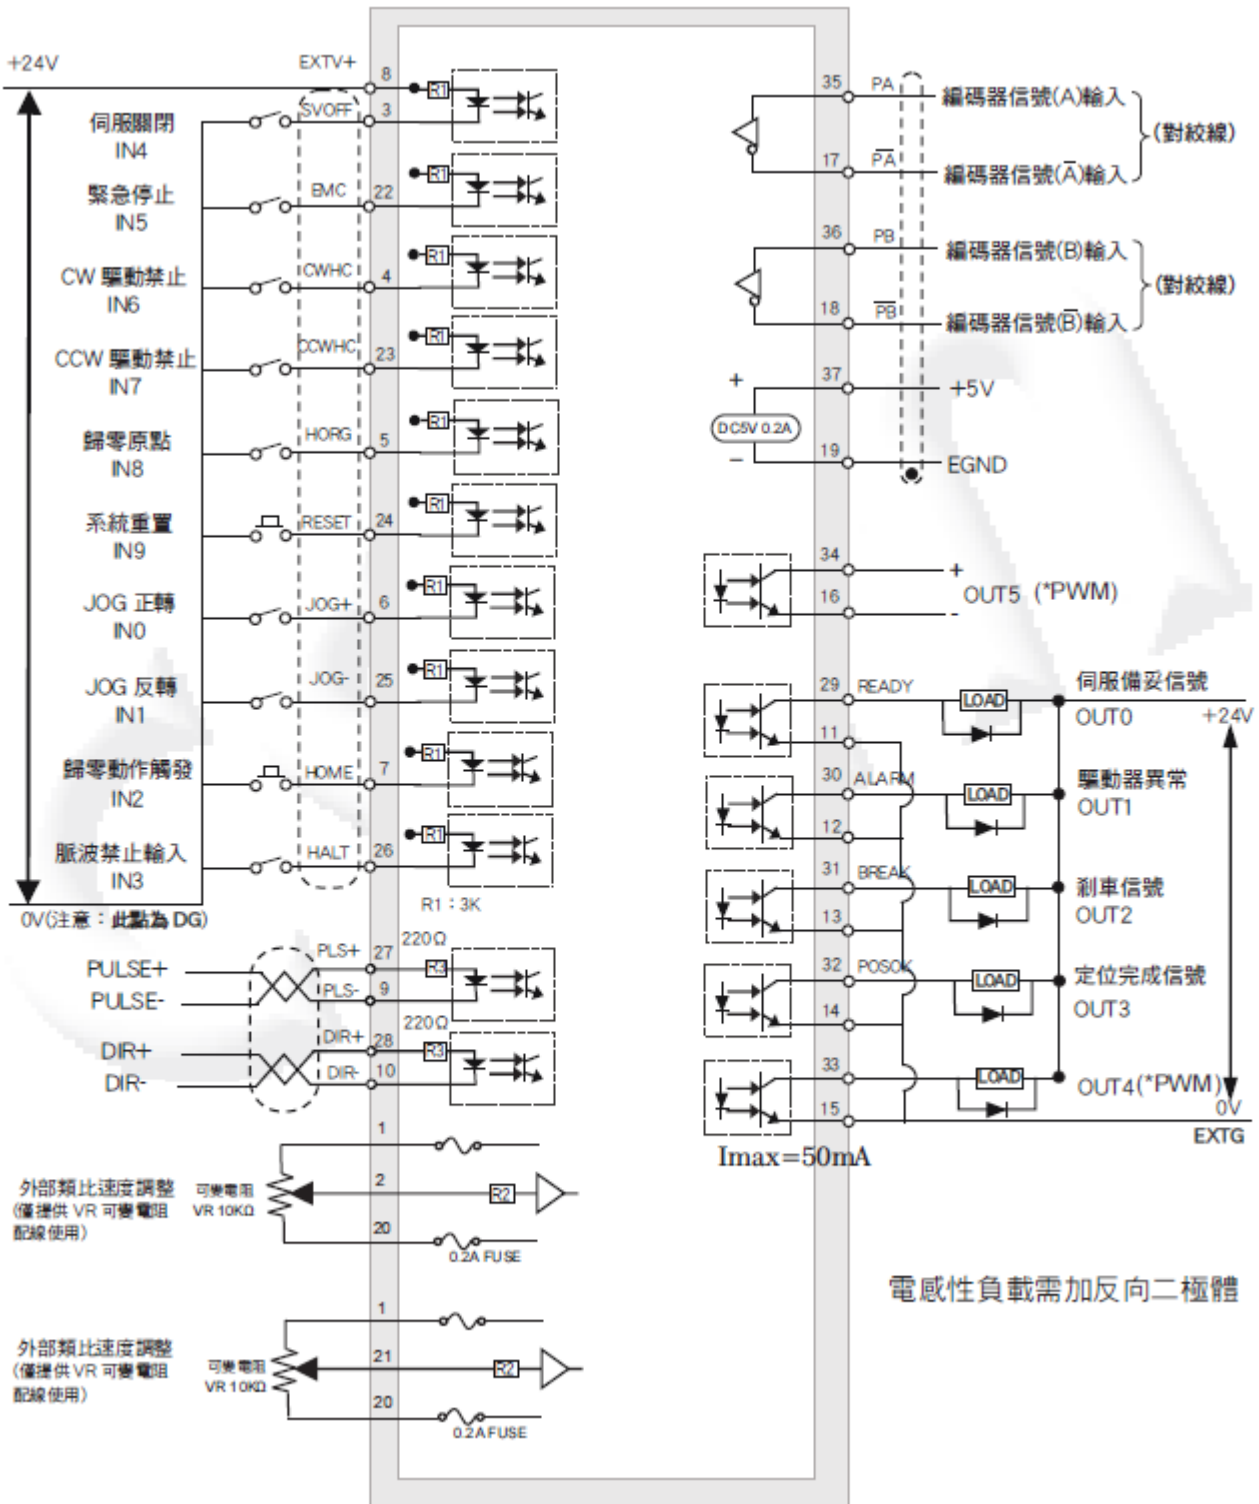 +24V
EXTV+
8
R1
伺服關閉
IN4
SVOFF
3
緊急停止
IN5
EMC
22
R1
CW 驅動禁止
IN6
CWHC
4
R1
CCW 驅動禁止
IN7
CCWHC
23
R1
歸零原點
IN8
HORG
5
R1
系統重置
IN9
RESET
24
R1
JOG 正轉
IN0
JOG+
6
R1
JOG 反轉
IN1
JOG-
25
R1
歸零動作觸發
IN2
HOME
7
R1
脈波禁止輸入
IN3
HALT
26
R1
R1：3K
0V(注意：此點為 DG)
PULSE+
PULSE-
PLS+
27
220Ω
R3
PLS-
9
DIR+
DIR-
DIR+
28
220Ω
R3
DIR-
10
1
外部類比速度調整
(僅提供 VR 可變電阻
配線使用)
可變電阻
VR 10KΩ
2
R2
20
0.2A FUSE
1
外部類比速度調整
(僅提供 VR 可變電阻
配線使用)
可變電阻
VR 10KΩ
21
R2
20
0.2A FUSE
35
PA
編碼器信號(A)輸入
(對絞線)
17
P̅A̅
編碼器信號(A̅)輸入
36
PB
編碼器信號(B)輸入
(對絞線)
18
P̅B̅
編碼器信號(B̅)輸入
+
37
+5V
DC5V 0.2A
-
19
EGND
34
+
OUT5 (*PWM)
16
-
29
READY
LOAD
伺服備妥信號
OUT0
+24V
11
30
ALARM
LOAD
驅動器異常
OUT1
12
31
BREAK
LOAD
剎車信號
OUT2
13
32
POSOK
LOAD
定位完成信號
OUT3
14
33
LOAD
OUT4(*PWM)
15
0V
EXTG
Imax=50mA
電感性負載需加反向二極體